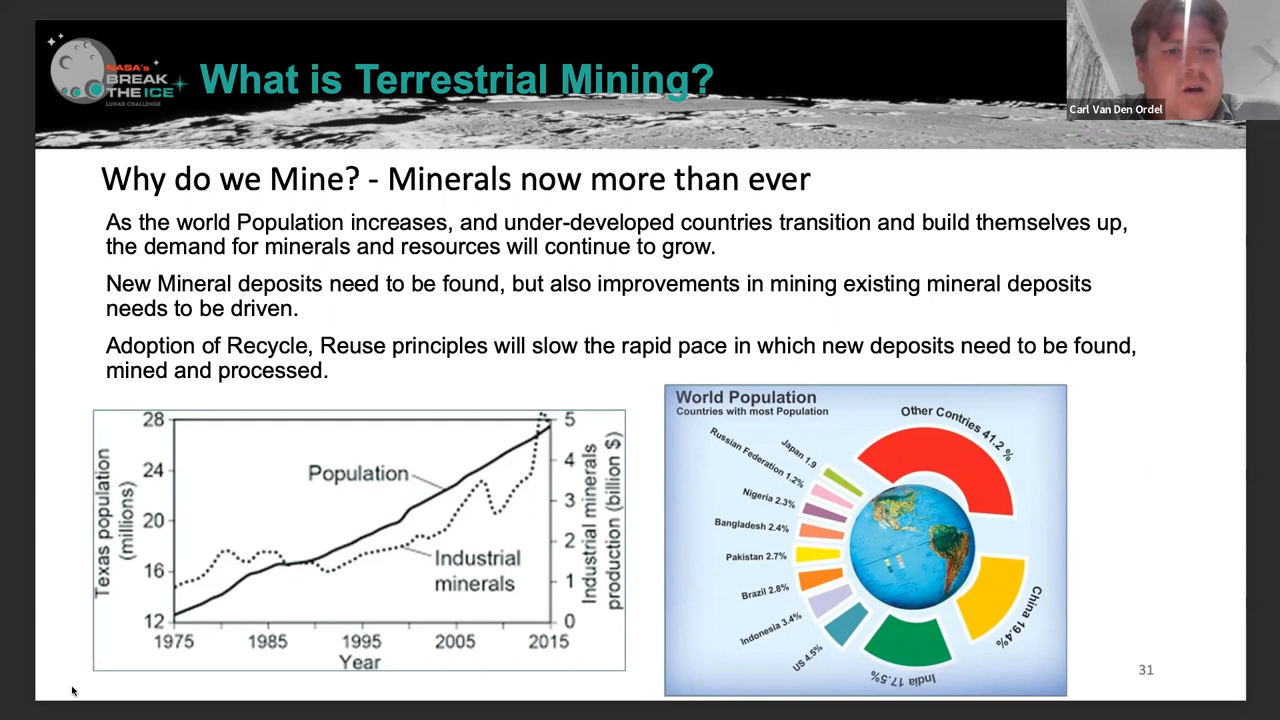 NASA's
BREAK
THE ICE
LUNAR CHALLENGE
What is Terrestrial Mining?
Carl Van Den Ordel
Why do we Mine? - Minerals now more than ever
As the world Population increases, and under-developed countries transition and build themselves up,
the demand for minerals and resources will continue to grow.
New Mineral deposits need to be found, but also improvements in mining existing mineral deposits
needs to be driven.
Adoption of Recycle, Reuse principles will slow the rapid pace in which new deposits need to be found,
mined and processed.
28
24
20
16
12
Texas population
(millions)
Population
Industrial
minerals
5
4
3
2
1
0
Industrial minerals
production (billion $)
1975
1985
1995
2005
2015
Year
World Population
Countries with most Population
Other Contries 41.2 %
Japan 1.9
Russian Federation 1.2%
Nigeria 2.3%
Bangladesh 2.4%
Pakistan 2.7%
Brazil 2.8%
Indonesia 3.4%
US 4.5%
India 17.5%
China 19.4%
31